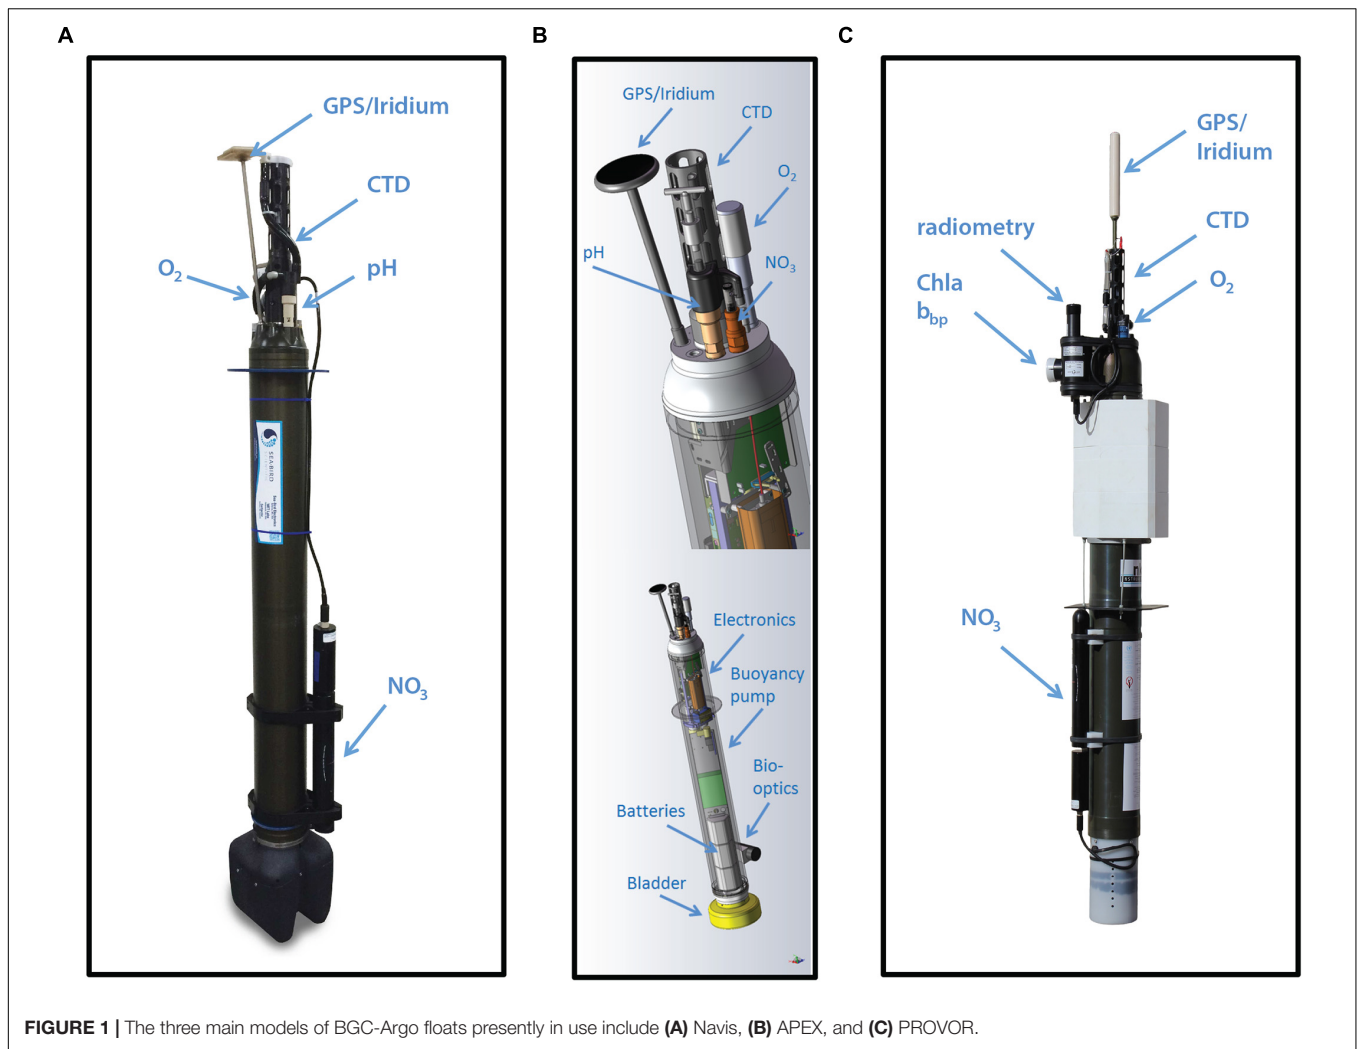 A
GPS/Iridium
CTD
O2
pH
SEA·BIRD
NO3
B
GPS/Iridium
CTD
O2
pH
NO3
Electronics
Buoyancy
pump
Bio-
optics
Batteries
Bladder
C
GPS/
Iridium
radiometry
CTD
Chla
bbp
O2
NO3
FIGURE 1 | The three main models of BGC-Argo floats presently in use include (A) Navis, (B) APEX, and (C) PROVOR.